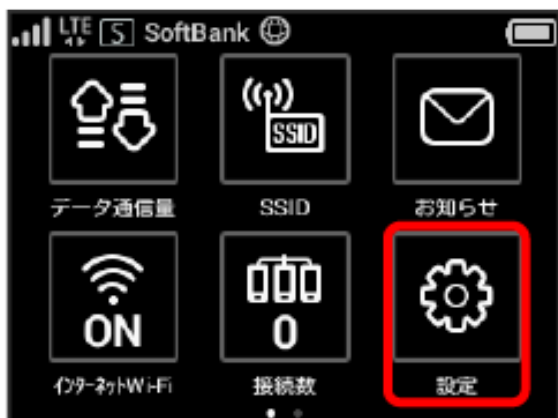 LTE S SoftBank
SSID
データ通信量 SSID お知らせ
ON 0
インターネットWi-Fi 接続数 設定